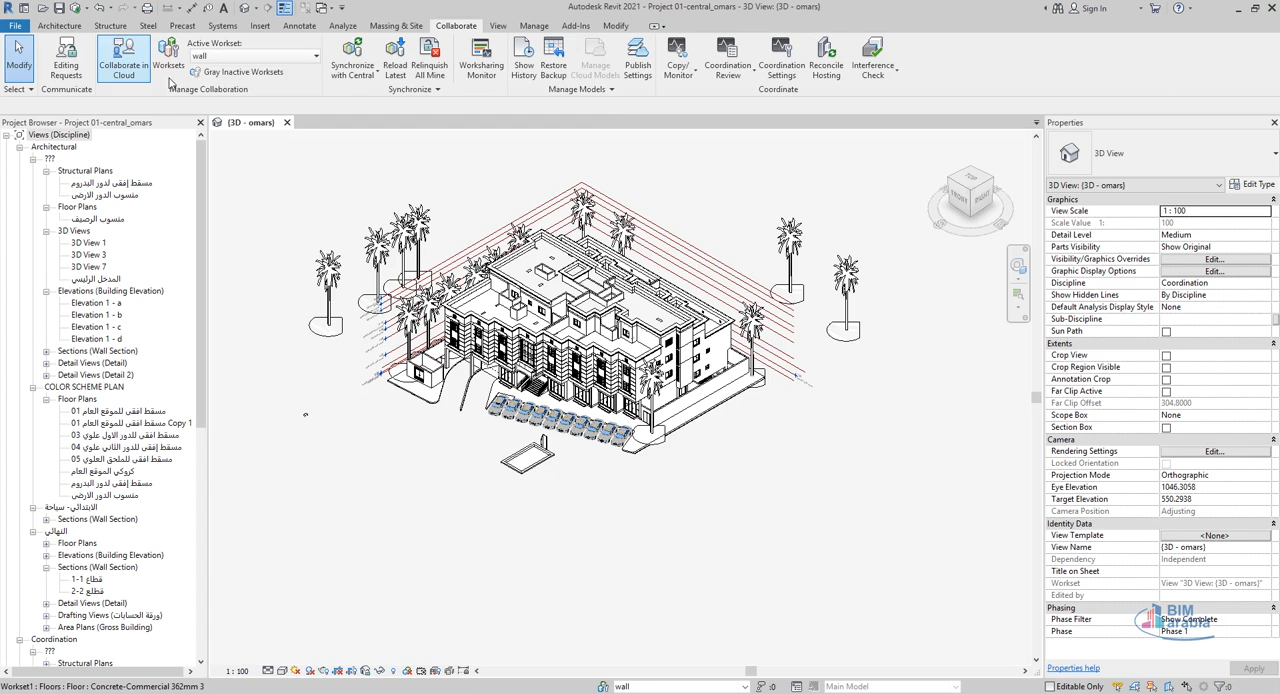 Autodesk Revit 2021 - Project 01-central_omars - 3D View: {3D - omars}
Sign In
File Architecture Structure Steel Precast Systems Insert Annotate Analyze Massing & Site Collaborate View Manage Add-Ins Modify
Modify
Editing Requests
Collaborate in Cloud
Worksets
Active Workset:
wall
Gray Inactive Worksets
Synchronize with Central
Reload Latest
Relinquish All Mine
Worksharing Monitor
Show History
Restore Backup
Manage Cloud Models
Publish Settings
Copy/ Monitor
Coordination Review
Coordination Settings
Reconcile Hosting
Interference Check
Select
Communicate
Manage Collaboration
Synchronize
Manage Models
Coordinate
Project Browser - Project 01-central_omars
{3D - omars}
Properties
Views (Discipline)
Architectural
???
Structural Plans
مسقط إفقى لدور البدروم
منسوب الدور الارضى
Floor Plans
منسوب الرصيف
3D Views
3D View 1
3D View 3
3D View 7
المدخل الرئيسي
Elevations (Building Elevation)
Elevation 1 - a
Elevation 1 - b
Elevation 1 - c
Elevation 1 - d
Sections (Wall Section)
Detail Views (Detail)
Detail Views (Detail 2)
COLOR SCHEME PLAN
Floor Plans
مسقط افقى للموقع العام 01
مسقط افقى للموقع العام 01 Copy 1
مسقط افقى للدور الاول علوي 03
مسقط إفقى للدور الثاني علوي 04
مسقط افقى للملحق العلوي 05
كروكي الموقع العام
مسقط إفقى لدور البدروم
منسوب الدور الارضى
الابتدائي- سباحة
Sections (Wall Section)
النهائي
Floor Plans
Elevations (Building Elevation)
Sections (Wall Section)
قطاع 1-1
قطلع 2-2
Detail Views (Detail)
Drafting Views (ورقة الحسابات)
Area Plans (Gross Building)
Coordination
???
Structural Plans
TOP
FRONT
RIGHT
3D View
3D View: {3D - omars}
Edit Type
Graphics
View Scale 1 : 100
Scale Value 1: 100
Detail Level Medium
Parts Visibility Show Original
Visibility/Graphics Overrides Edit...
Graphic Display Options Edit...
Discipline Coordination
Show Hidden Lines By Discipline
Default Analysis Display Style None
Sub-Discipline
Sun Path
Extents
Crop View
Crop Region Visible
Annotation Crop
Far Clip Active
Far Clip Offset 304.8000
Scope Box None
Section Box
Camera
Rendering Settings Edit...
Locked Orientation
Projection Mode Orthographic
Eye Elevation 1046.3058
Target Elevation 550.2938
Camera Position Adjusting
Identity Data
View Template <None>
View Name {3D - omars}
Dependency Independent
Title on Sheet
Workset View "3D View: {3D - omars}"
Edited by
Phasing
Phase Filter Show Complete
Phase Phase 1
BIM arabia
Properties help
Apply
1 : 100
Workset1 : Floors : Floor : Concrete-Commercial 362mm 3
wall
:0
Main Model
Editable Only
:0